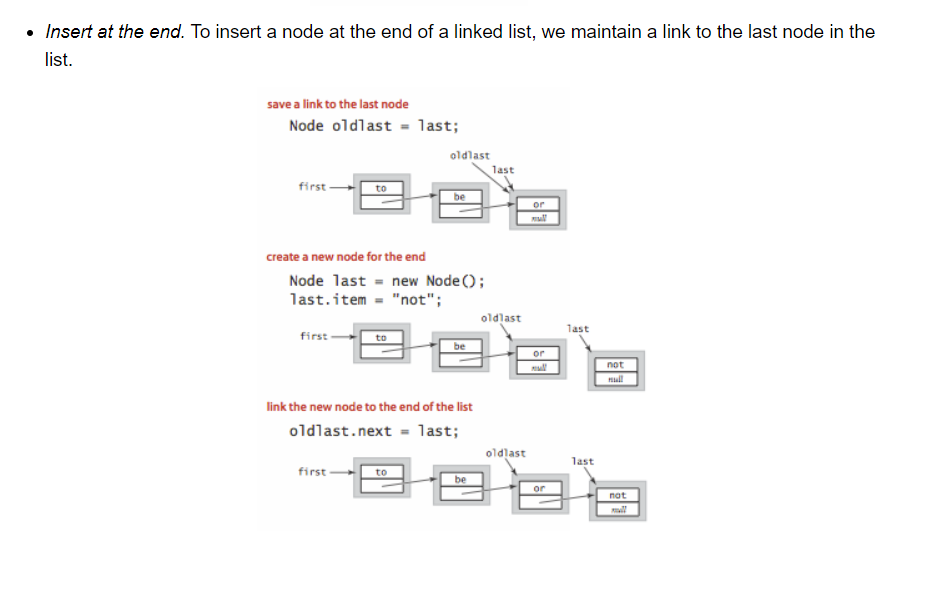 • Insert at the end. To insert a node at the end of a linked list, we maintain a link to the last node in the
list.
save a link to the last node
Node oldlast = last;
oldlast
last
first
to
be
or
null
create a new node for the end
Node last = new Node();
last.item = "not";
oldlast
last
first
to
be
or
null
not
null
link the new node to the end of the list
oldlast.next = last;
oldlast
last
first
to
be
or
not
null